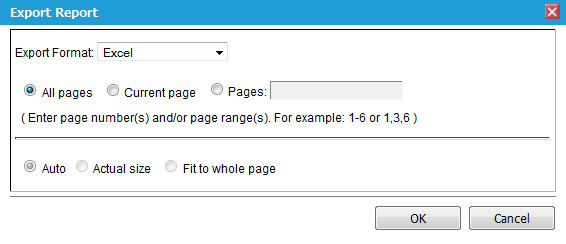 Export Report
Export Format: Excel
All pages Current page Pages:
( Enter page number(s) and/or page range(s). For example: 1-6 or 1,3,6 )
Auto Actual size Fit to whole page
OK Cancel